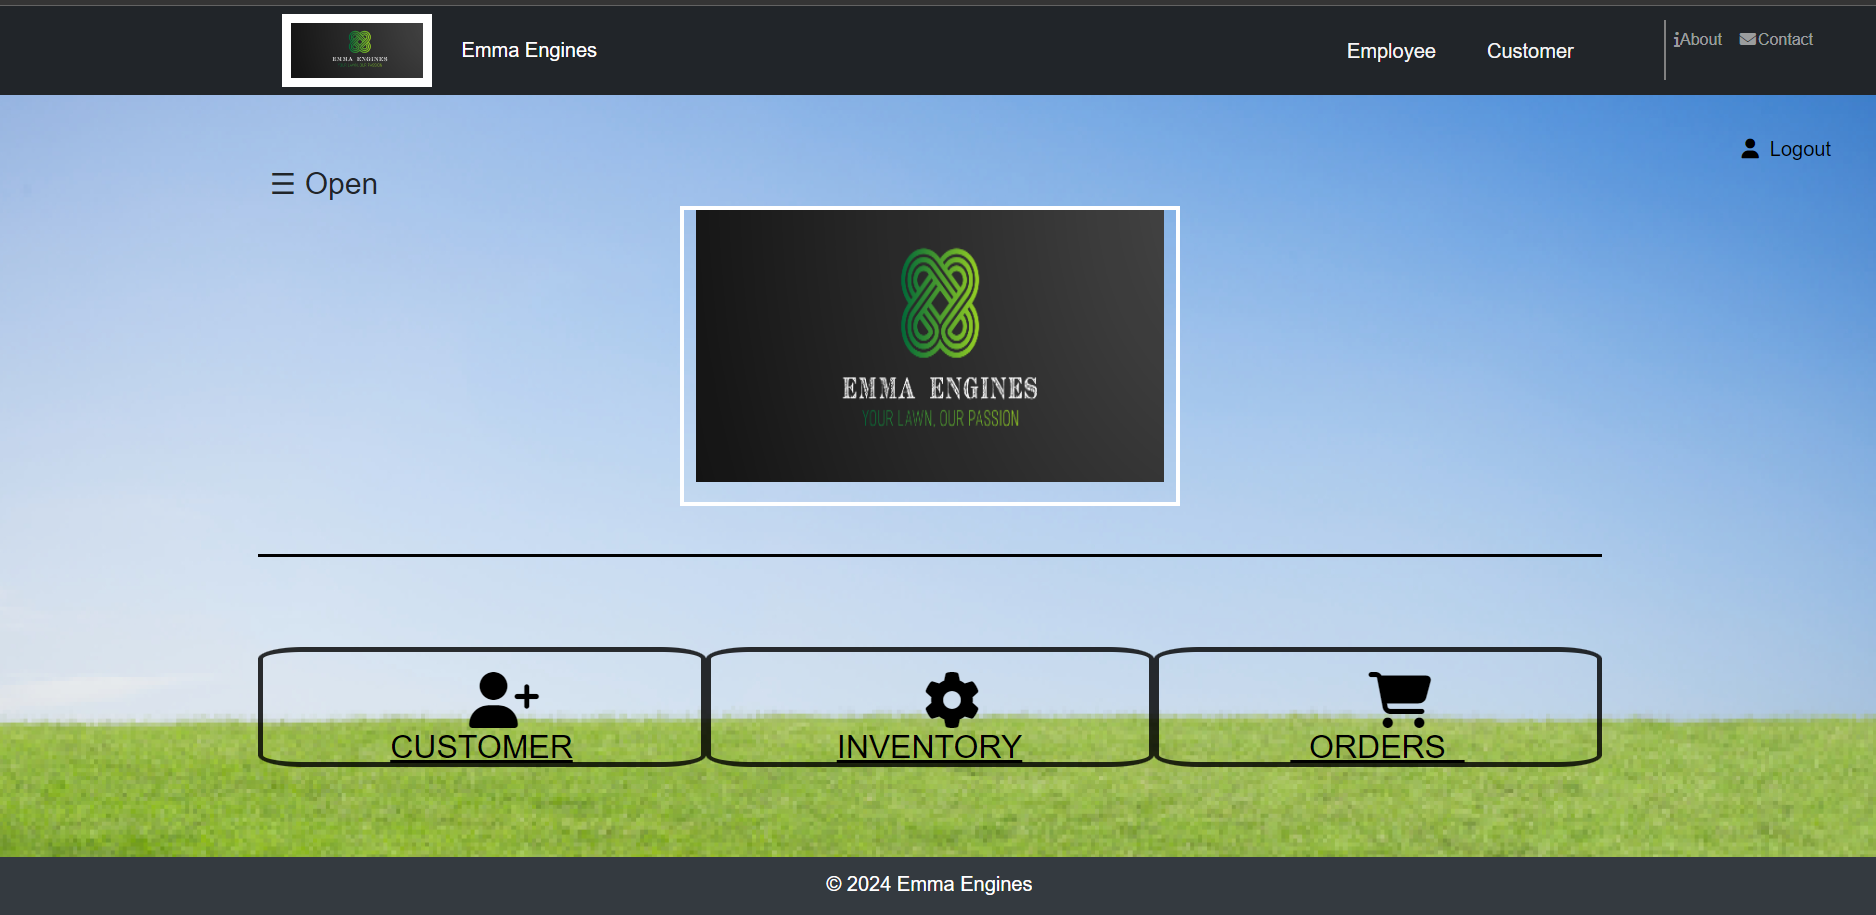 EMMA ENGINES
Emma Engines
Employee
Customer
About
Contact
Logout
☰ Open
EMMA ENGINES
YOUR LAWN, OUR PASSION
CUSTOMER
INVENTORY
ORDERS
© 2024 Emma Engines